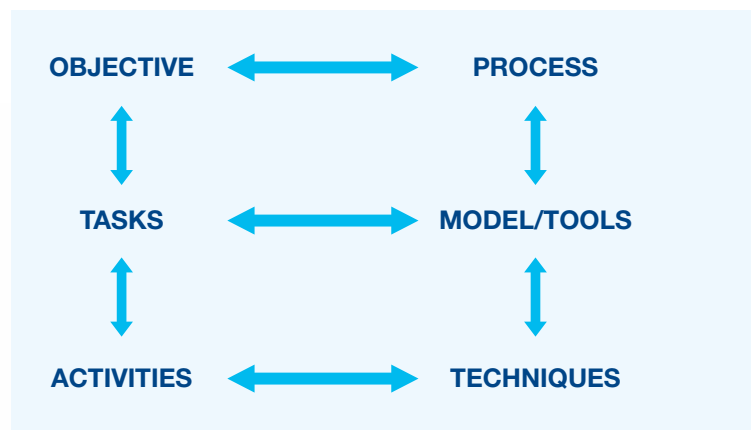 OBJECTIVE PROCESS
TASKS MODEL/TOOLS
ACTIVITIES TECHNIQUES